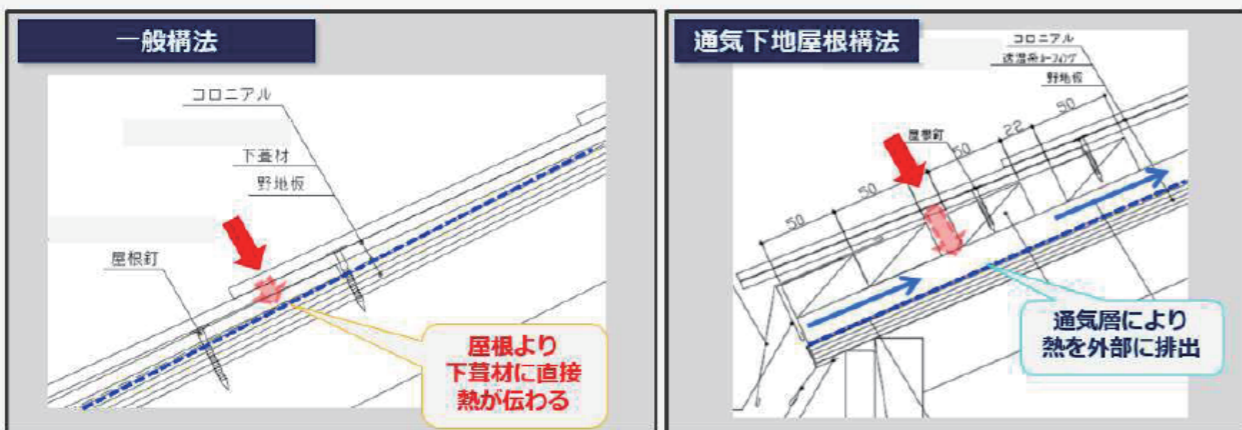 一般構法
コロニアル
下葺材
野地板
屋根釘
屋根より
下葺材に直接
熱が伝わる
通気下地屋根構法
コロニアル
野地板
50
22
屋根釘
50
50
50
通気層により
熱を外部に排出